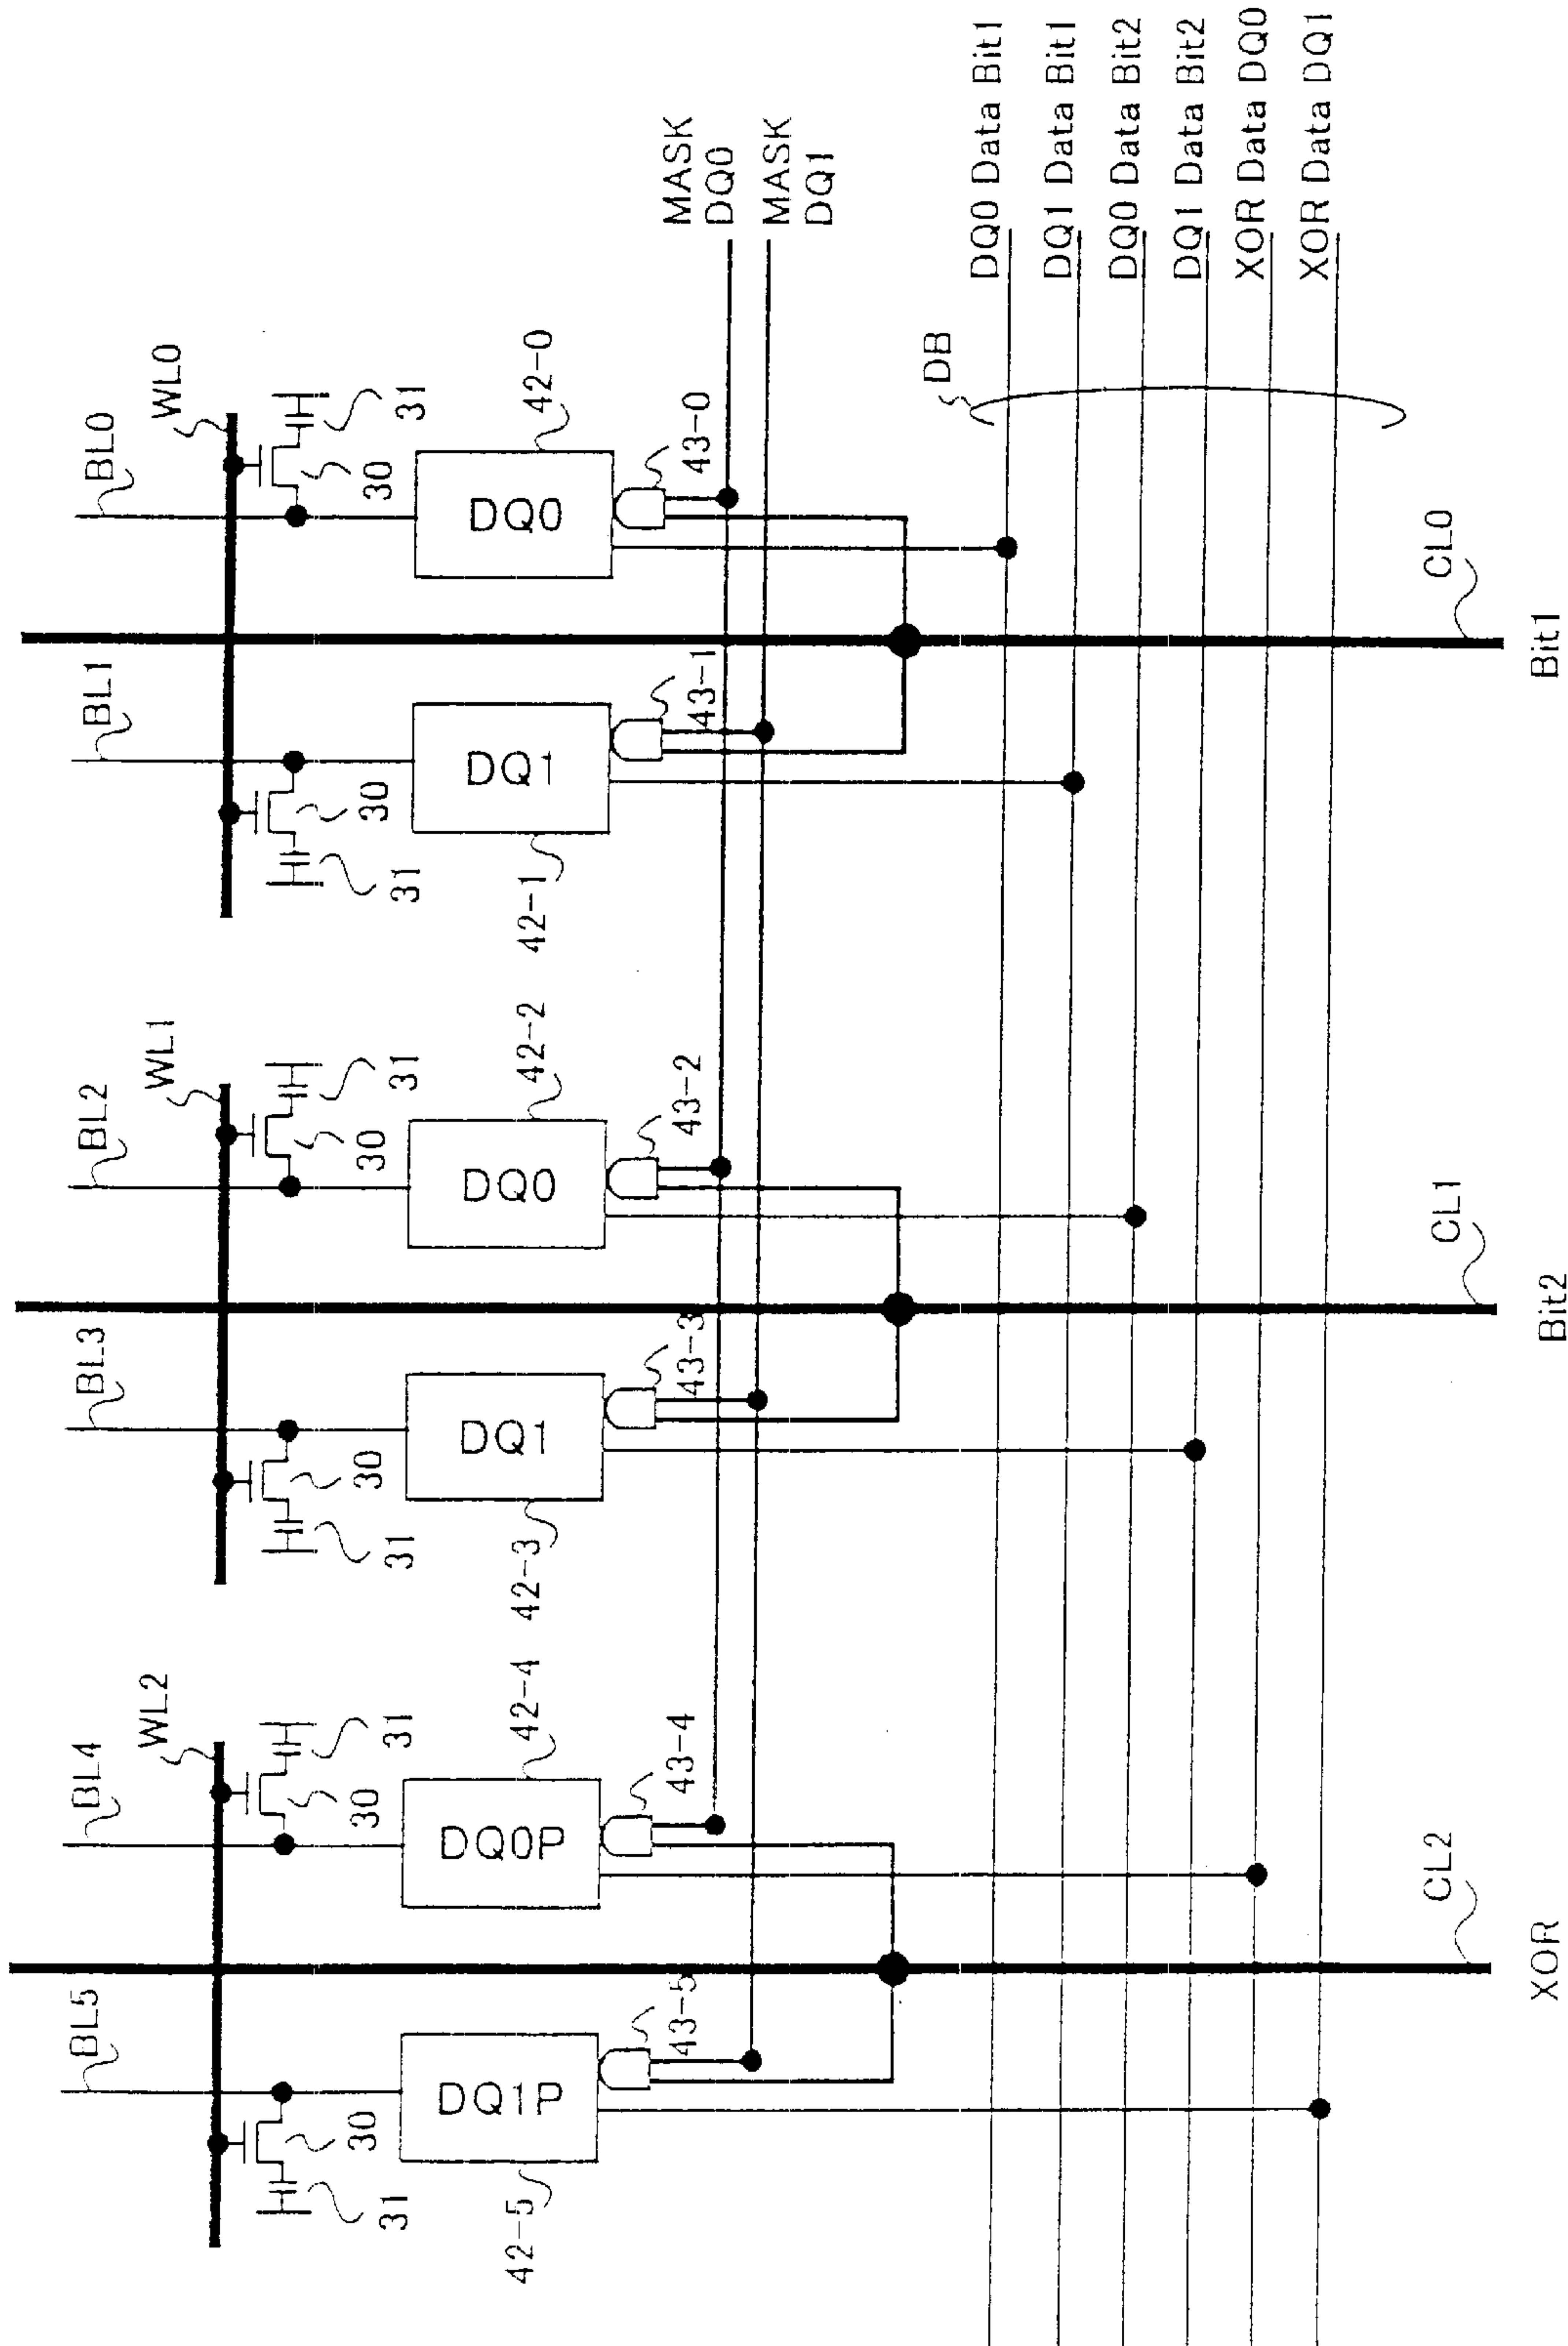 BL5
BL4
BL3
BL2
BL1
BL0
WL2
WL1
WL0
31
30
30
31
31
30
30
31
31
30
30
31
42-5
DQ1P
DQ0P
42-4
42-3
DQ1
DQ0
42-2
42-1
DQ1
DQ0
42-0
43-5
43-4
43-3
43-2
43-1
43-0
MASK
DQ0
MASK
DQ1
DB
DQ0 Data Bit1
DQ1 Data Bit1
DQ0 Data Bit2
DQ1 Data Bit2
XOR Data DQ0
XOR Data DQ1
CL2
CL1
CL0
XOR
Bit2
Bit1